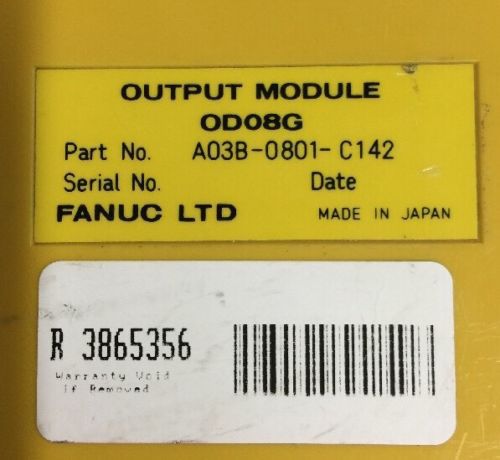 OUTPUT MODULE
OD08G
Part No. A03B-0801-C142
Serial No. Date
FANUC LTD MADE IN JAPAN
R 3865356
Warranty Void
if Removed